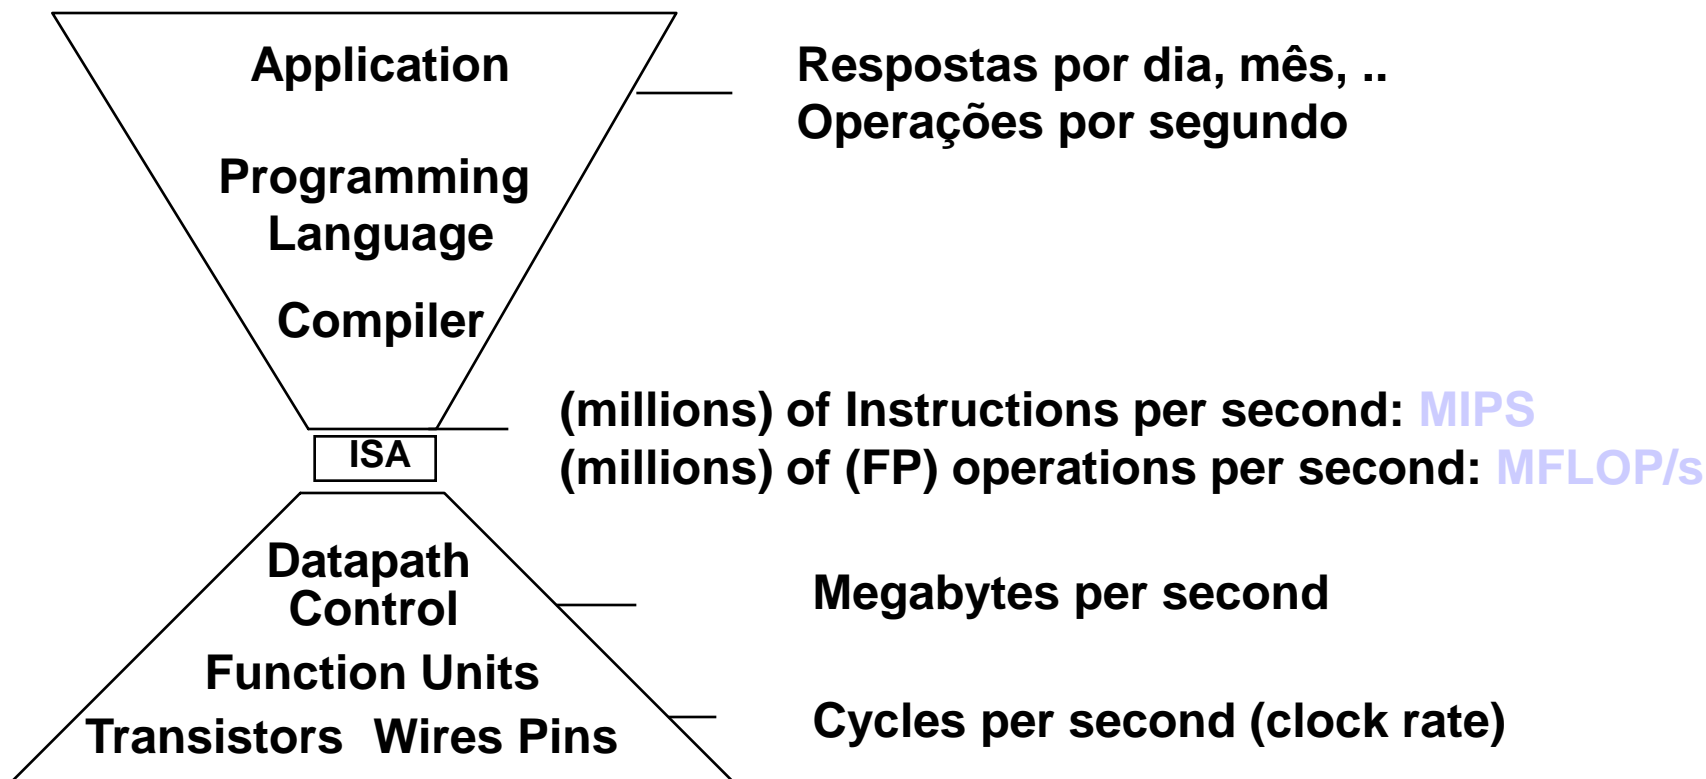 Application
Respostas por dia, mês, ..
Operações por segundo
Programming
Language
Compiler
(millions) of Instructions per second: MIPS
ISA
(millions) of (FP) operations per second: MFLOP/s
Datapath
Control
Megabytes per second
Function Units
Transistors Wires Pins
Cycles per second (clock rate)